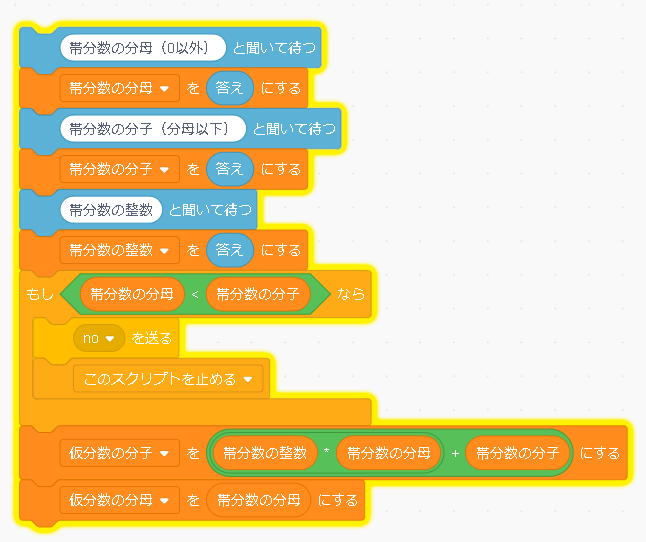 帯分数の分母（0以外） と聞いて待つ
帯分数の分母 を 答え にする
帯分数の分子（分母以下） と聞いて待つ
帯分数の分子 を 答え にする
帯分数の整数 と聞いて待つ
帯分数の整数 を 答え にする
もし 帯分数の分母 < 帯分数の分子 なら
no を送る
このスクリプトを止める
仮分数の分子 を 帯分数の整数 * 帯分数の分母 + 帯分数の分子 にする
仮分数の分母 を 帯分数の分母 にする